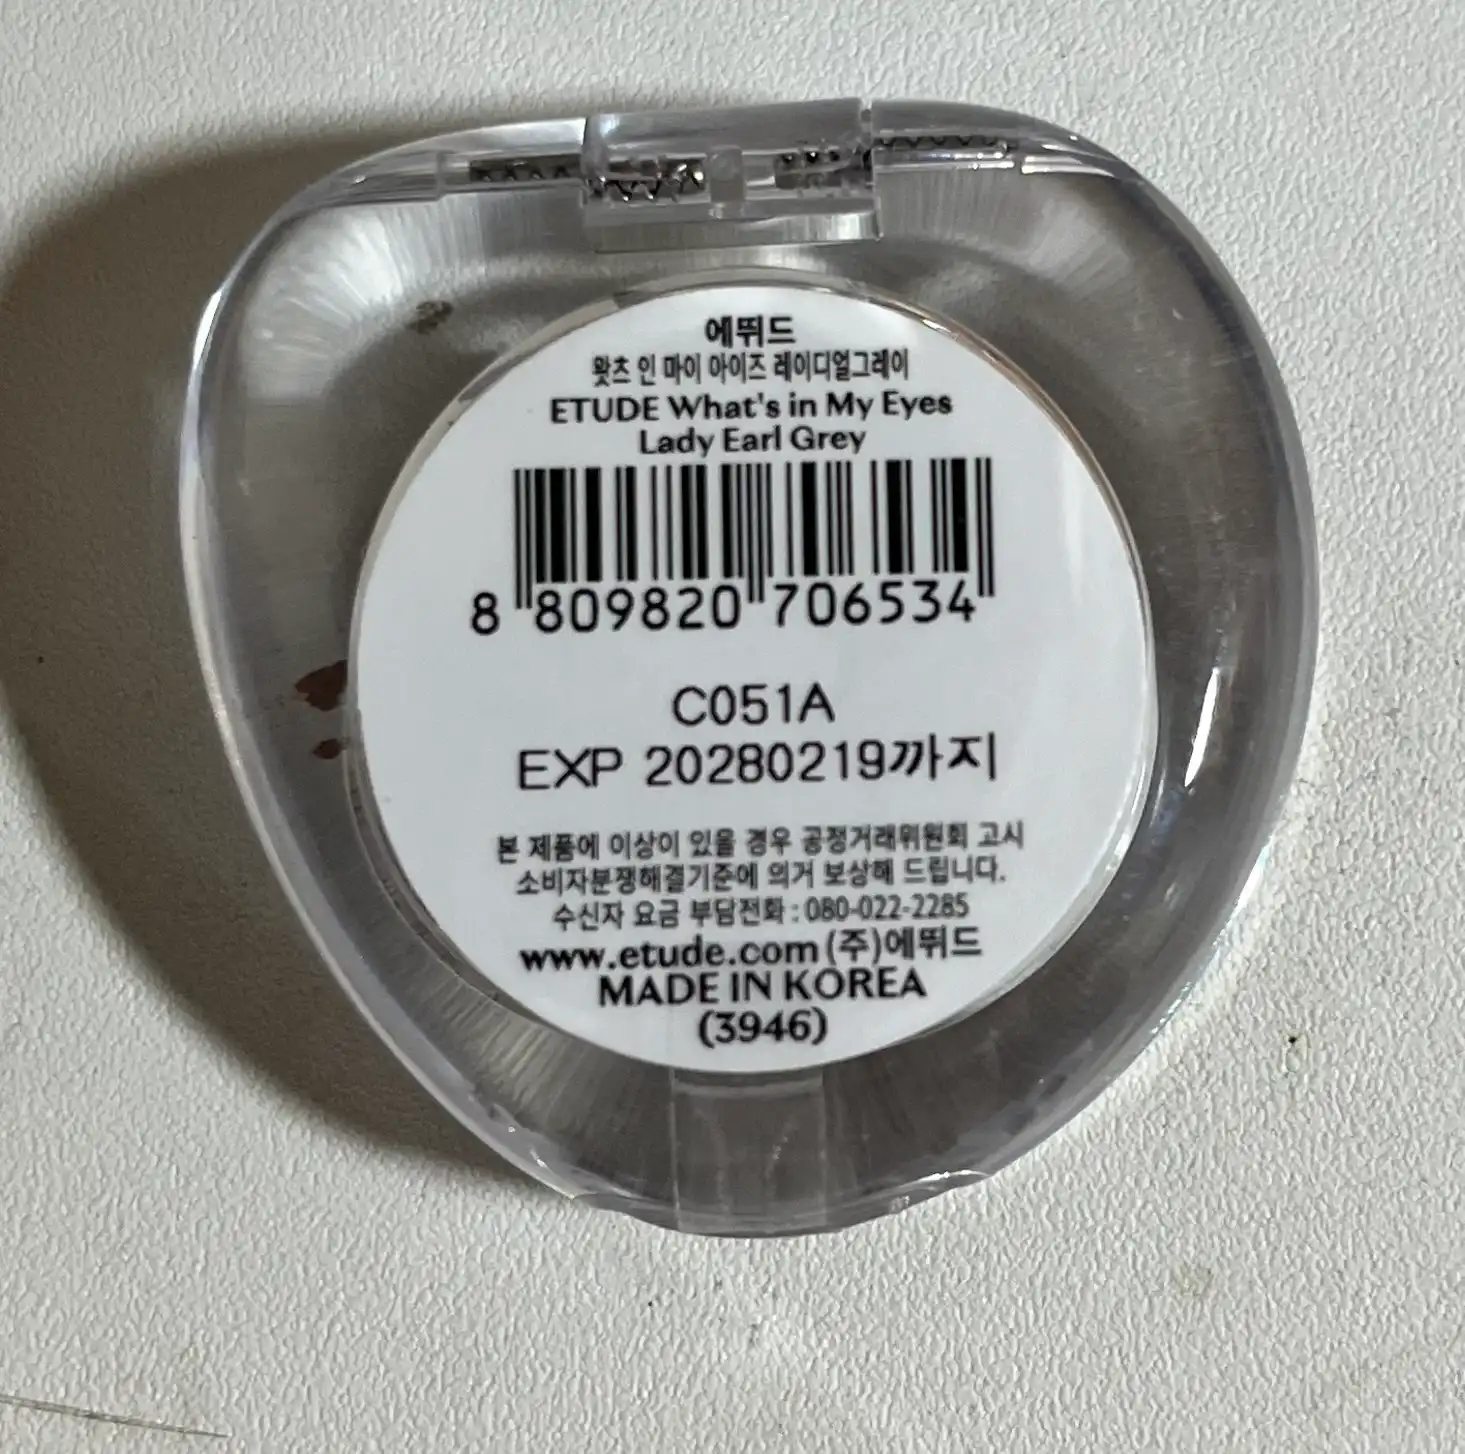 에뛰드
왓츠 인 마이 아이즈 레이디얼그레이
ETUDE What's in My Eyes
Lady Earl Grey
8 809820 706534
C051A
EXP 20280219까지
본 제품에 이상이 있을 경우 공정거래위원회 고시
소비자분쟁해결기준에 의거 보상해 드립니다.
수신자 요금 부담전화 : 080-022-2285
www.etude.com (주)에뛰드
MADE IN KOREA
(3946)